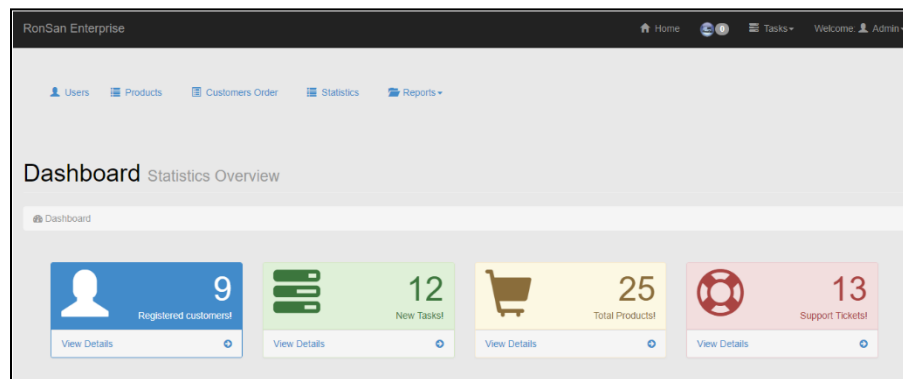 RonSan Enterprise Home 0 Tasks Welcome: Admin
Users Products Customers Order Statistics Reports
Dashboard Statistics Overview
Dashboard
9 12 25 13
Registered customers! New Tasks! Total Products! Support Tickets!
View Details View Details View Details View Details